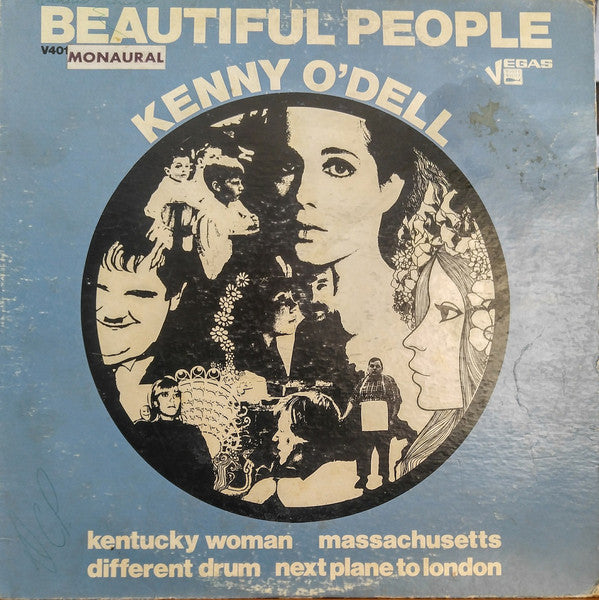 BEAUTIFUL PEOPLE
V401
MONAURAL
VEGAS
KENNY O'DELL
kentucky woman massachusetts
different drum next plane to london